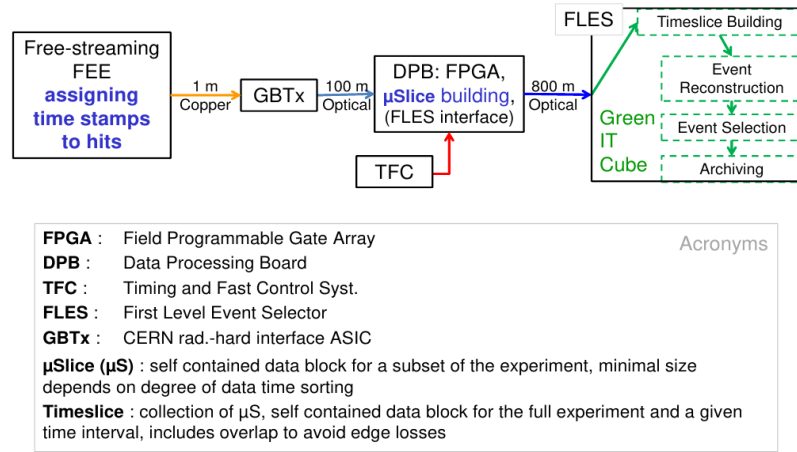 Free-streaming
FEE
assigning
time stamps
to hits
1 m
Copper
GBTx
100 m
Optical
DPB: FPGA,
µSlice building,
(FLES interface)
TFC
800 m
Optical
FLES
Timeslice Building
Event
Reconstruction
Event Selection
Archiving
Green
IT
Cube
Acronyms
FPGA : Field Programmable Gate Array
DPB : Data Processing Board
TFC : Timing and Fast Control Syst.
FLES : First Level Event Selector
GBTx : CERN rad.-hard interface ASIC
µSlice (µS) : self contained data block for a subset of the experiment, minimal size
depends on degree of data time sorting
Timeslice : collection of µS, self contained data block for the full experiment and a given
time interval, includes overlap to avoid edge losses